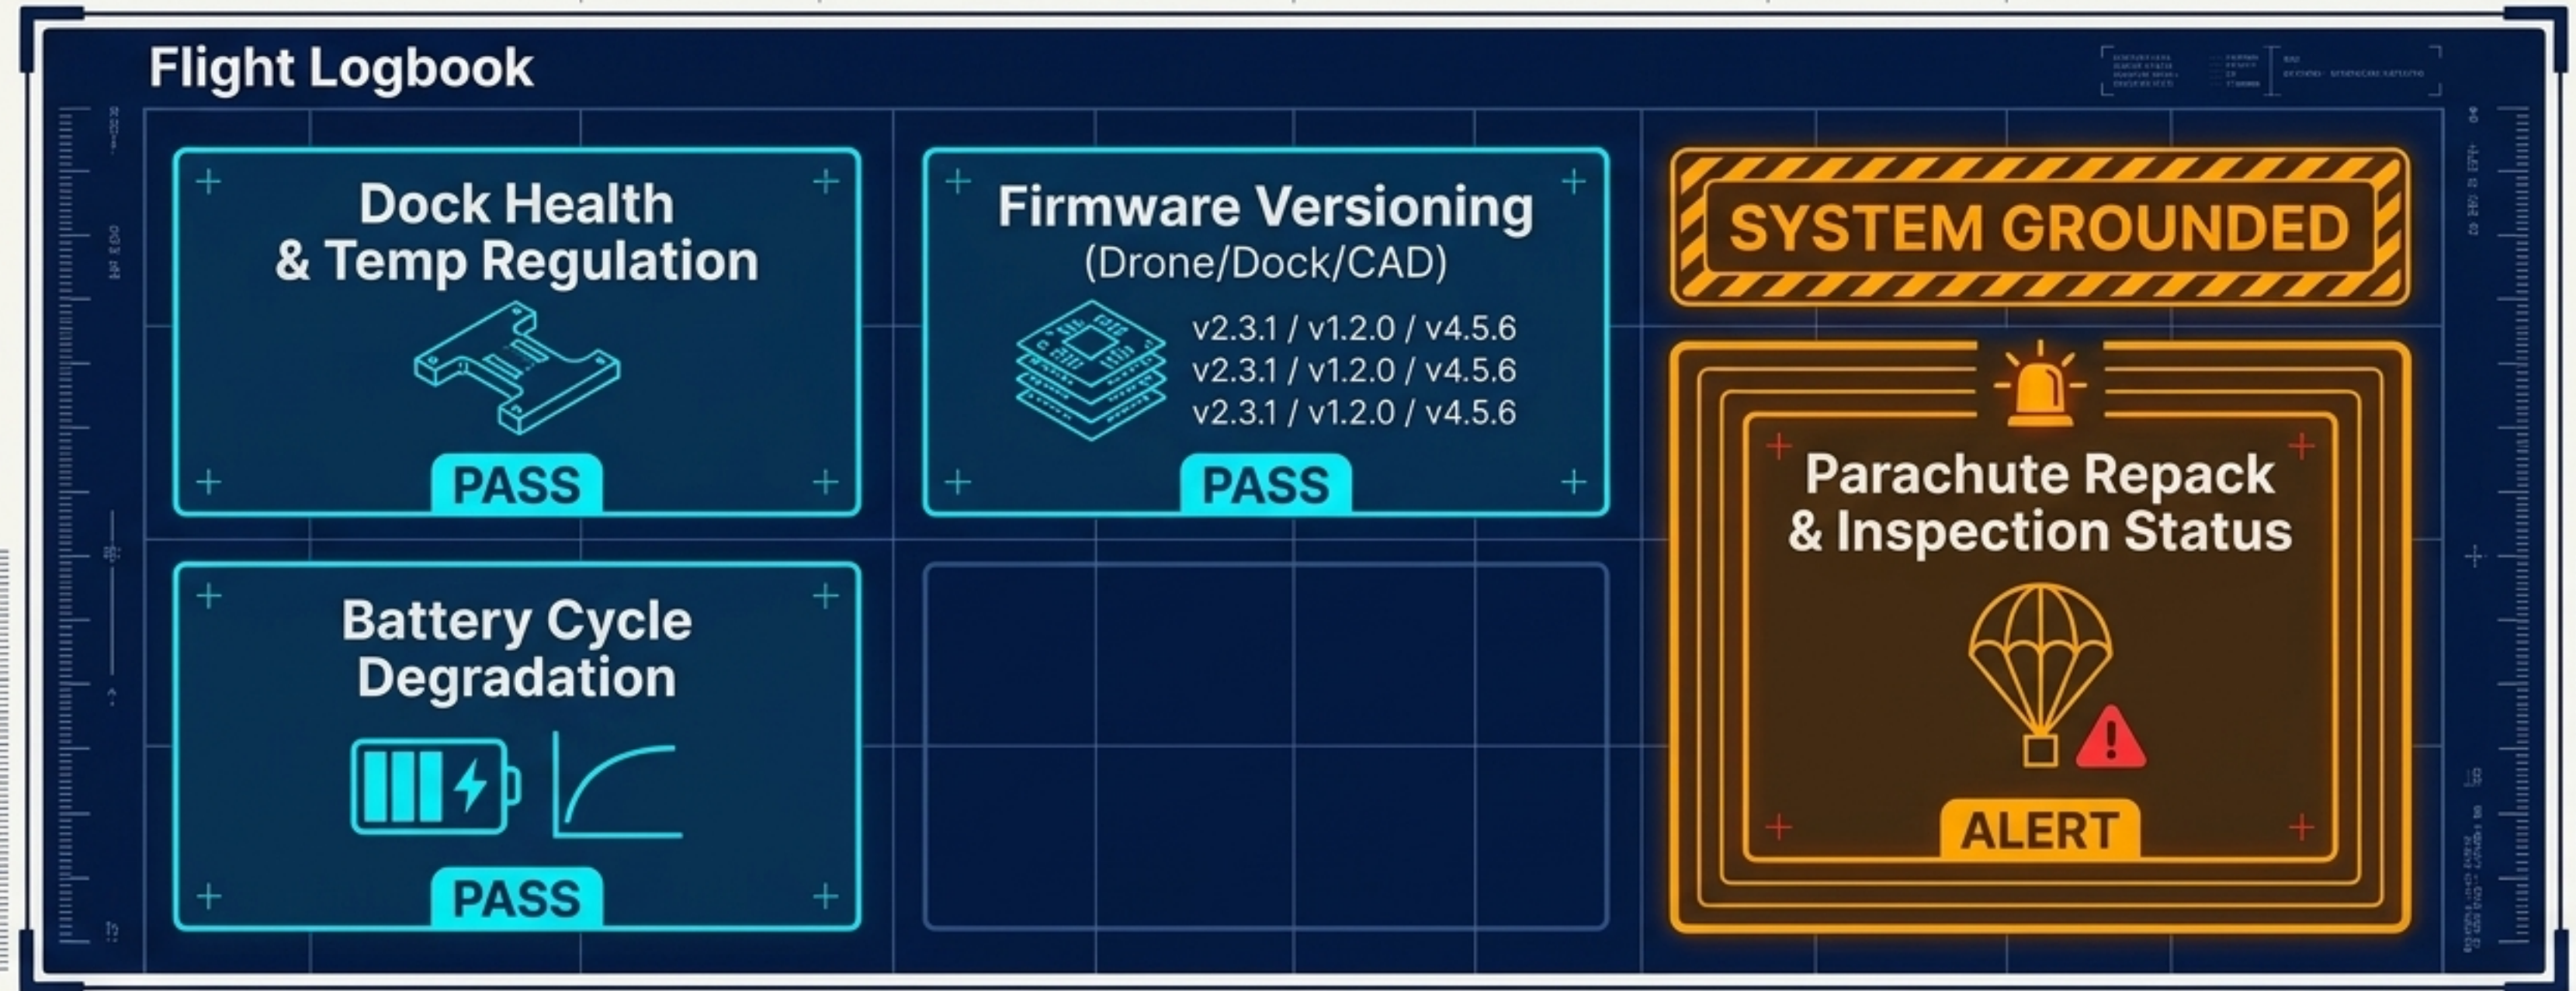 Flight Logbook
Dock Health
& Temp Regulation
PASS
Firmware Versioning
(Drone/Dock/CAD)
v2.3.1 / v1.2.0 / v4.5.6
v2.3.1 / v1.2.0 / v4.5.6
v2.3.1 / v1.2.0 / v4.5.6
PASS
SYSTEM GROUNDED
Battery Cycle
Degradation
PASS
Parachute Repack
& Inspection Status
ALERT